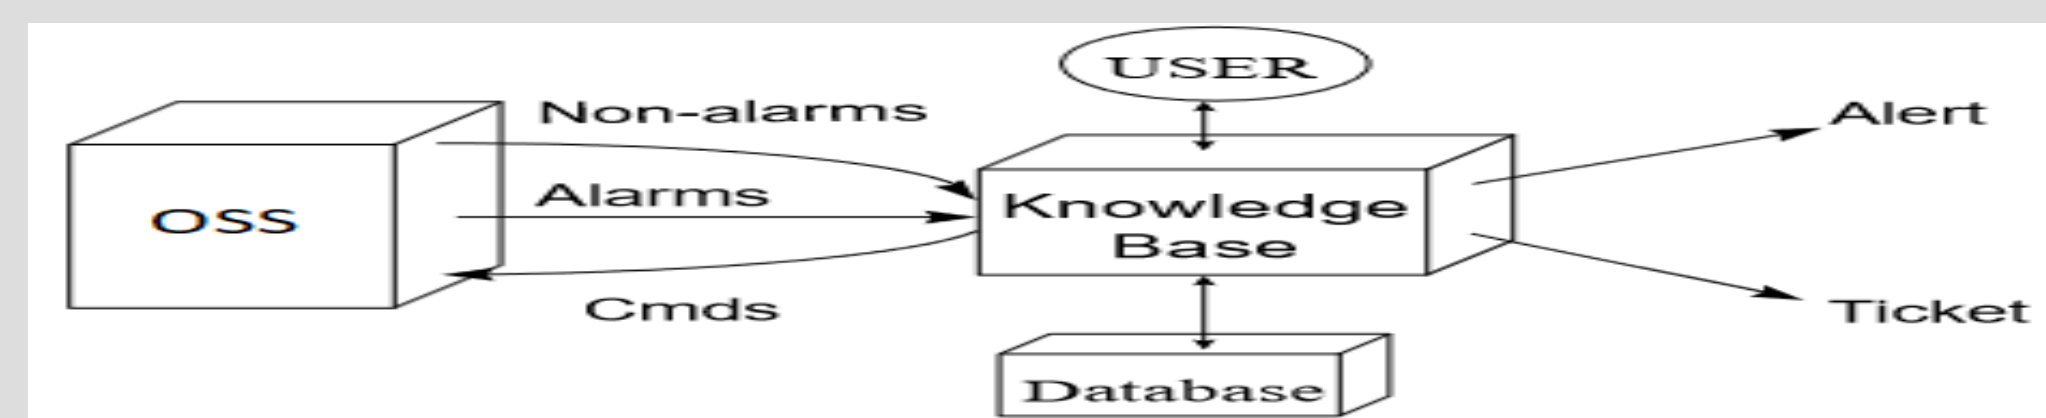 USER
Non-alarms
Alert
Alarms
OSS
Knowledge
Base
Cmds
Ticket
Database